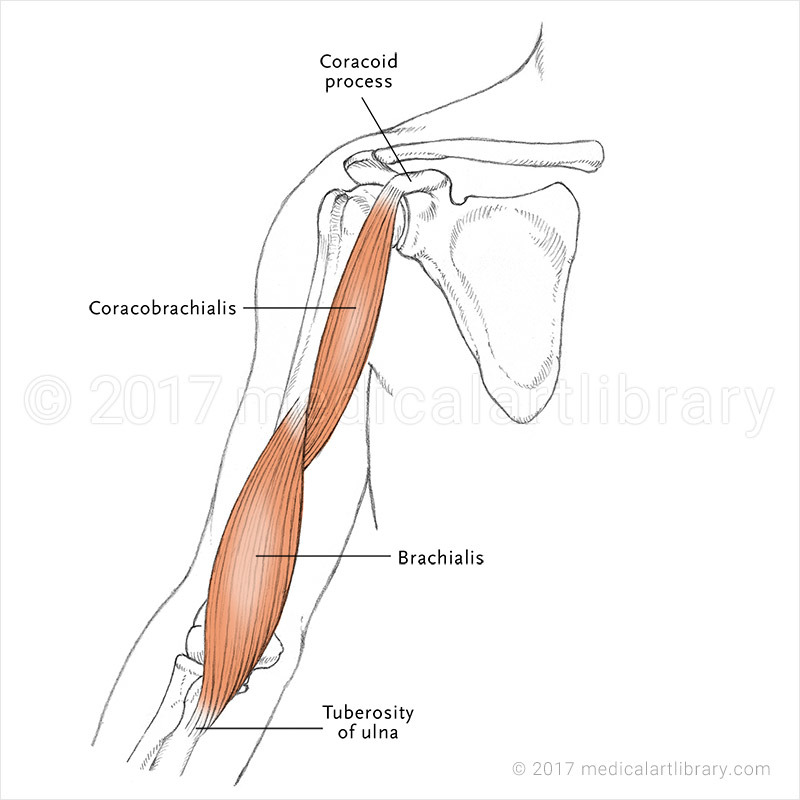 Coracoid
process
Coracobrachialis
© 2017 medicalartlibrary
Brachialis
Tuberosity
of ulna
© 2017 medicalartlibrary.com